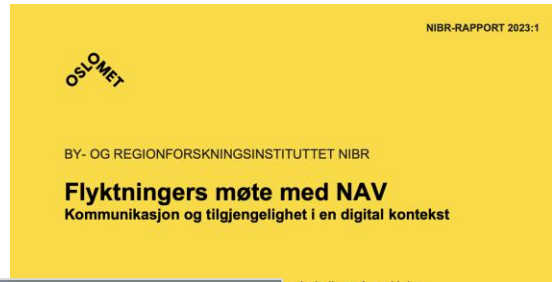 NIBR-RAPPORT 2023:1
OSLOMET
BY- OG REGIONFORSKNINGSINSTITUTTET NIBR
Flyktningers møte med NAV
Kommunikasjon og tilgjengelighet i en digital kontekst